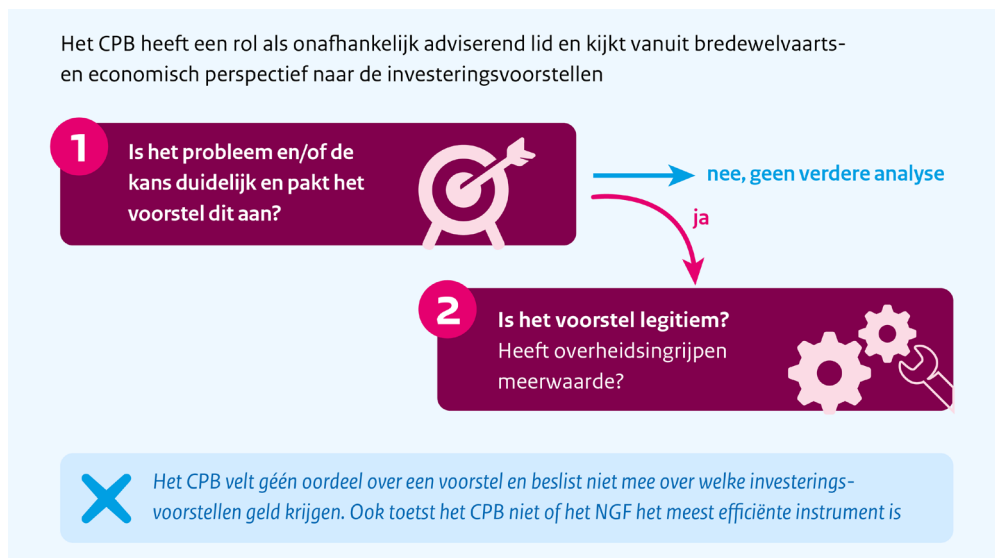 Het CPB heeft een rol als onafhankelijk adviserend lid en kijkt vanuit bredewelvaarts-
en economisch perspectief naar de investeringsvoorstellen
1
Is het probleem en/of de
kans duidelijk en pakt het
voorstel dit aan?
nee, geen verdere analyse
ja
2
Is het voorstel legitiem?
Heeft overheidsingrijpen
meerwaarde?
Het CPB velt géén oordeel over een voorstel en beslist niet mee over welke investerings-
voorstellen geld krijgen. Ook toetst het CPB niet of het NGF het meest efficiënte instrument is